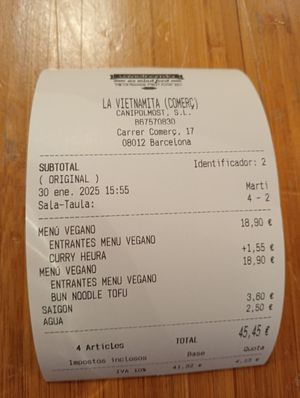 LA VIETNAMITA (COMERÇ)
CANIPOLMOST, S.L.
B67570830
Carrer Comerç, 17
08012 Barcelona
SUBTOTAL Identificador: 2
( ORIGINAL )
30 ene. 2025 15:55 Marti
Sala-Taula: 4 - 2
MENÚ VEGANO 18,90 €
ENTRANTES MENU VEGANO
CURRY HEURA +1,55 €
MENÚ VEGANO 18,90 €
ENTRANTES MENU VEGANO
BUN NOODLE TOFU
SAIGON 3,60 €
AGUA 2,50 €
4 Articles TOTAL 45,45 €
Impostos inclosos Base Quota
IVA 10% 41,32 €